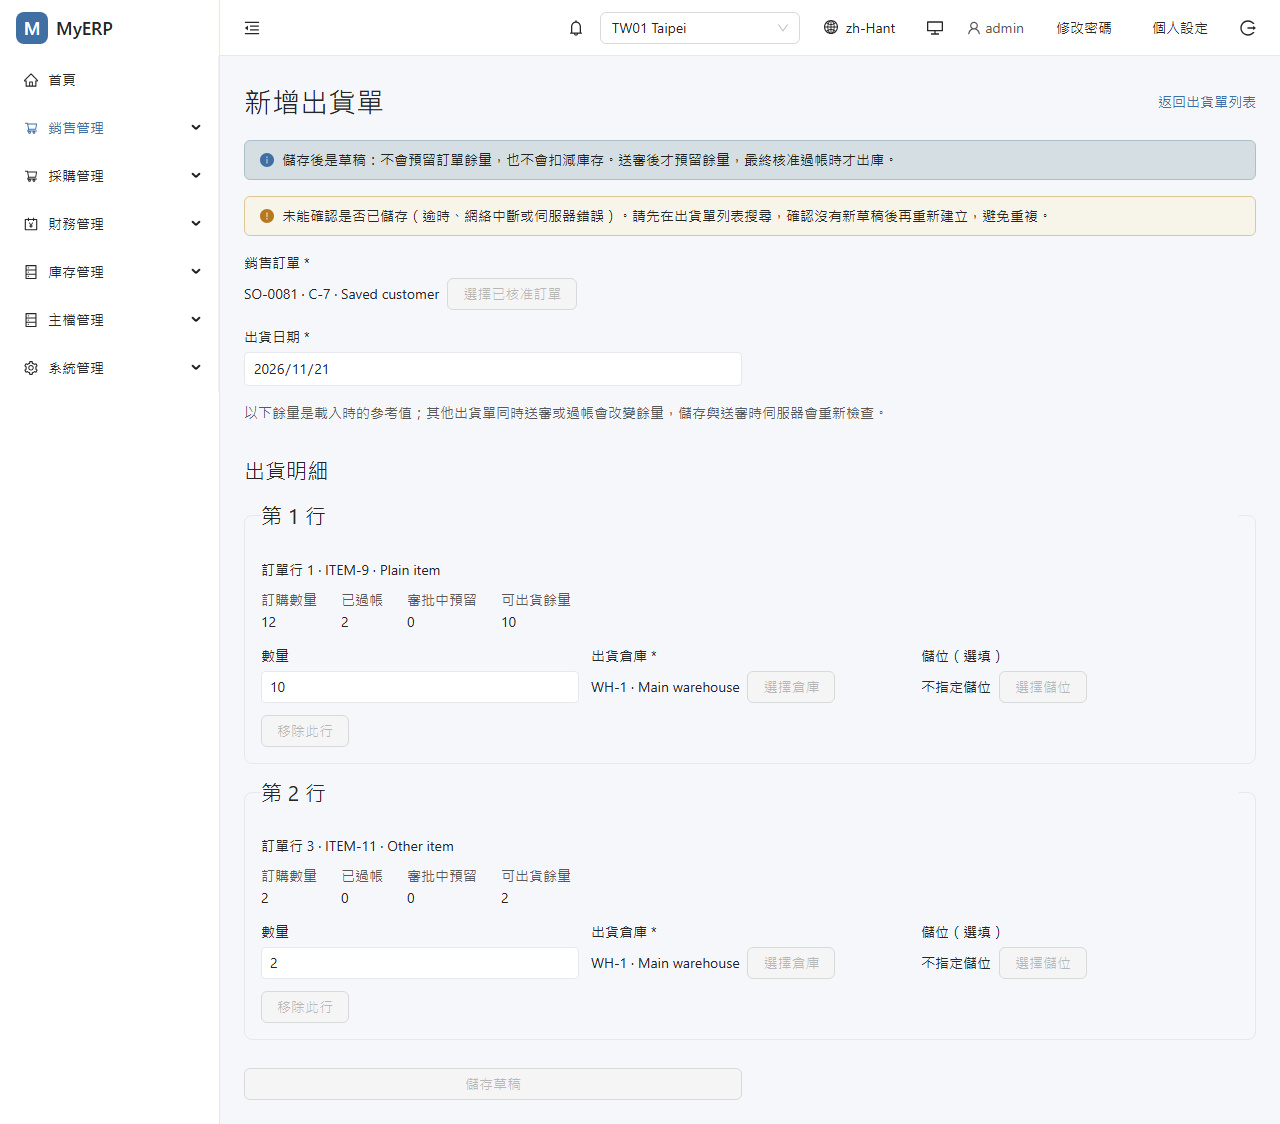 M MyERP
TW01 Taipei
zh-Hant
admin
修改密碼
個人設定
首頁
銷售管理
採購管理
財務管理
庫存管理
主檔管理
系統管理
新增出貨單
返回出貨單列表
儲存後是草稿：不會預留訂單餘量，也不會扣減庫存。送審後才預留餘量，最終核准過帳時才出庫。
未能確認是否已儲存（逾時、網絡中斷或伺服器錯誤）。請先在出貨單列表搜尋，確認沒有新草稿後再重新建立，避免重複。
銷售訂單 *
SO-0081 · C-7 · Saved customer 選擇已核准訂單
出貨日期 *
2026/11/21
以下餘量是載入時的參考值；其他出貨單同時送審或過帳會改變餘量，儲存與送審時伺服器會重新檢查。
出貨明細
第 1 行
訂單行 1 · ITEM-9 · Plain item
訂購數量 已過帳 審批中預留 可出貨餘量
12 2 0 10
數量 出貨倉庫 * 儲位（選填）
10 WH-1 · Main warehouse 選擇倉庫 不指定儲位 選擇儲位
移除此行
第 2 行
訂單行 3 · ITEM-11 · Other item
訂購數量 已過帳 審批中預留 可出貨餘量
2 0 0 2
數量 出貨倉庫 * 儲位（選填）
2 WH-1 · Main warehouse 選擇倉庫 不指定儲位 選擇儲位
移除此行
儲存草稿